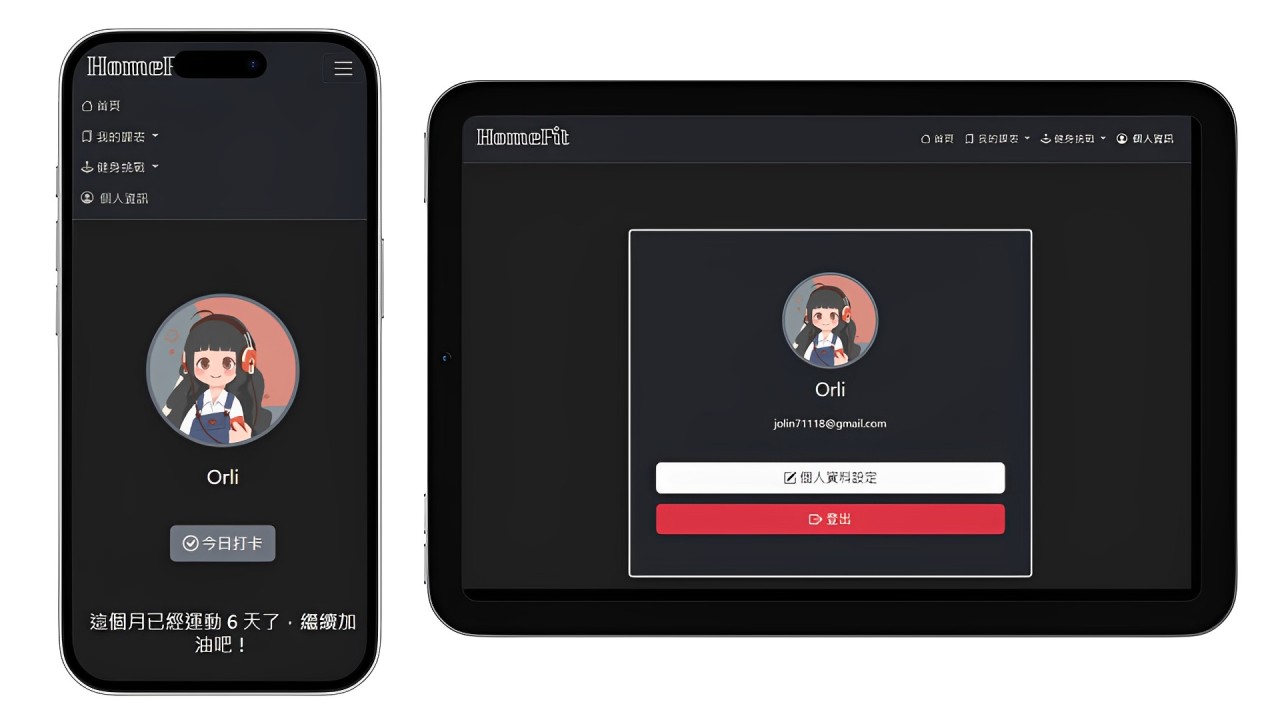 HomeF
首頁
我的課表
健身挑戰
個人資訊
Orli
今日打卡
這個月已經運動 6 天了，繼續加
油吧！
HomeFit
首頁 我的課表 健身挑戰 個人資訊
Orli
jolin71118@gmail.com
個人資料設定
登出